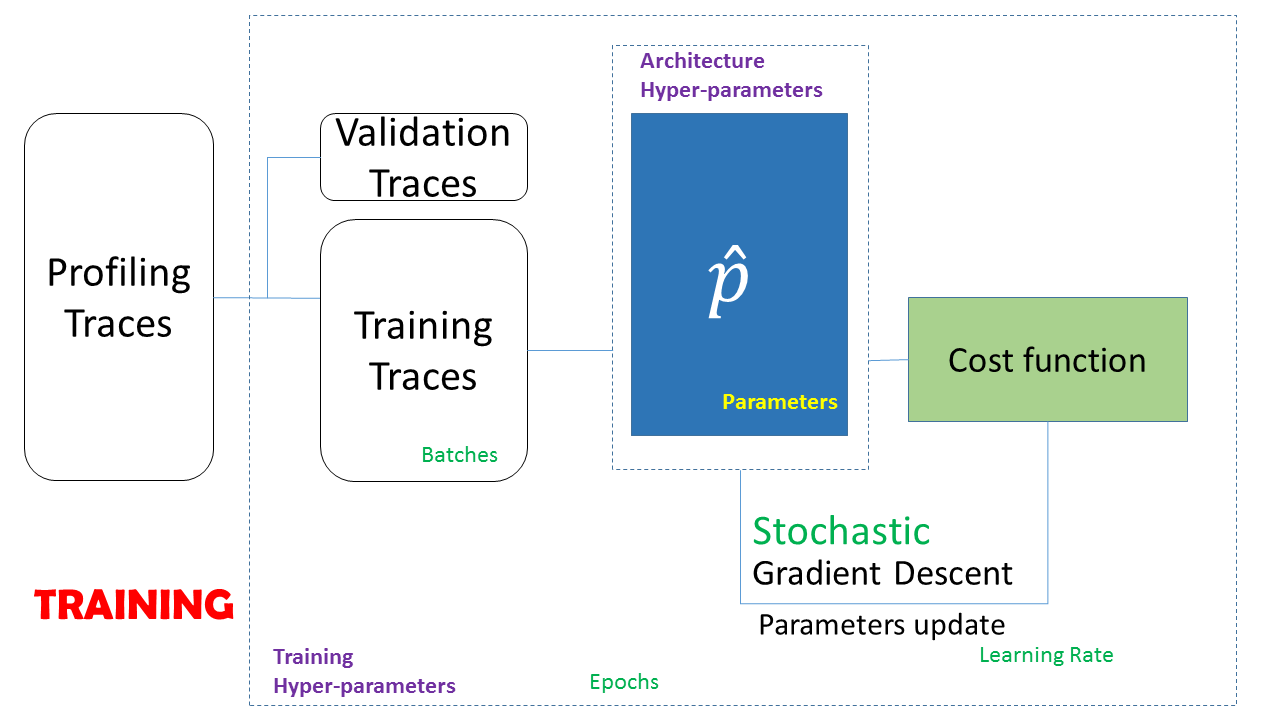 Architecture
Hyper-parameters
Validation
Traces
Profiling
Traces
Training
Traces
Batches
p̂
Parameters
Cost function
Stochastic
Gradient Descent
Parameters update
Learning Rate
TRAINING
Training
Hyper-parameters
Epochs